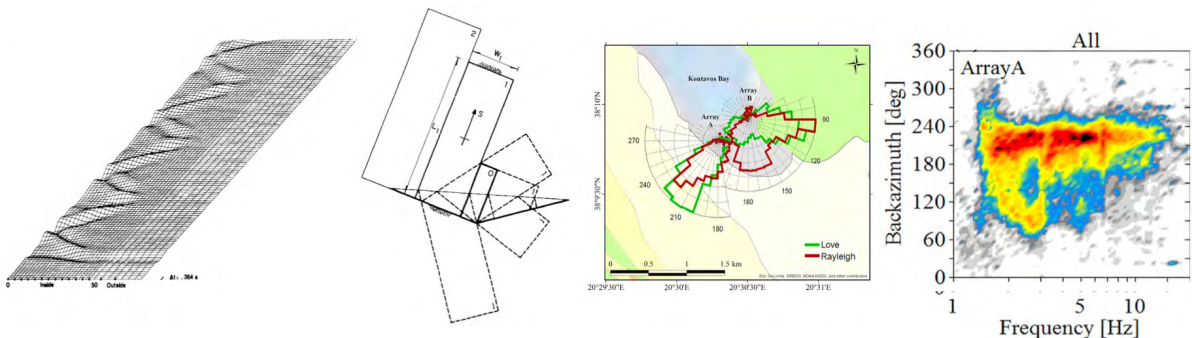 0 Inside 50 Outside Δt: .364 s
2
W₁
1
L₁
S
0
Koutavos Bay
N
Array
B
Array
A
38°10'N
38°9'30"N
270
240
210
180
150
120
90
Love
Rayleigh
0 0.5 1 1.5 km
20°29'30"E 20°30'E 20°30'30"E 20°31'E
All
ArrayA
Backazimuth [deg]
360
300
240
180
120
60
0
1 2 5 10
Frequency [Hz]